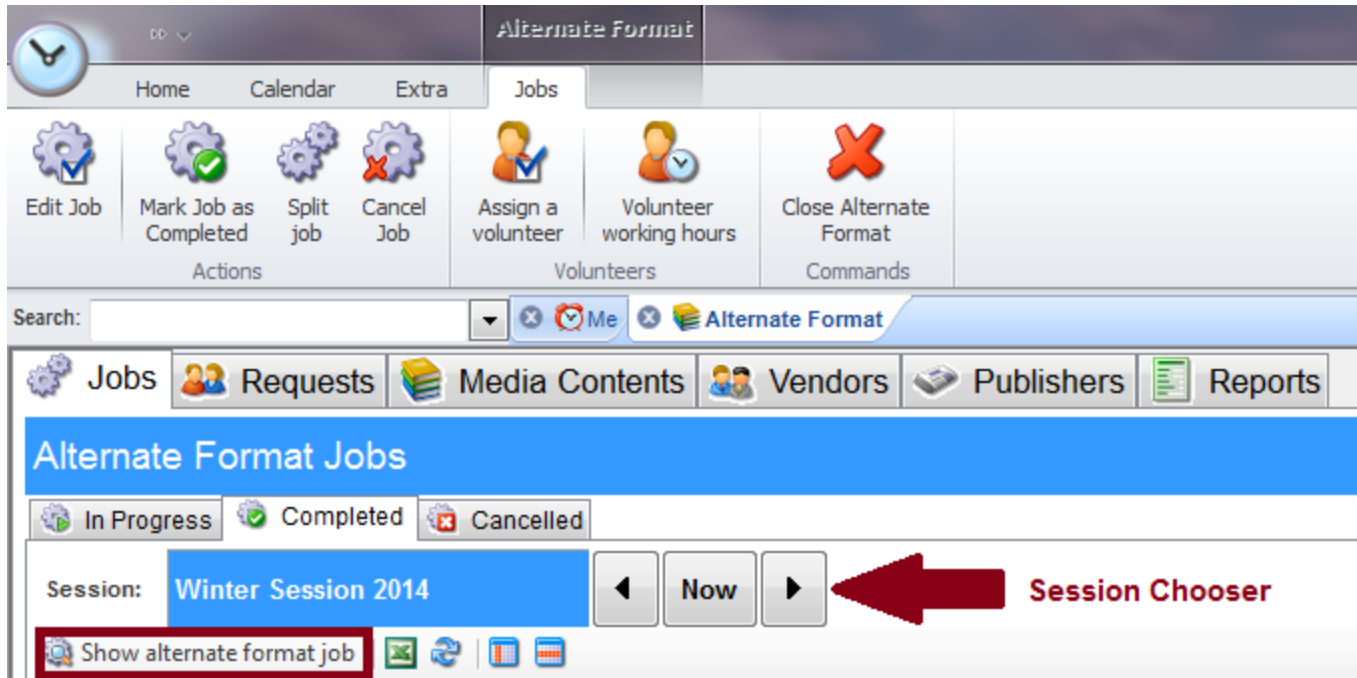 Alternate Format
Home Calendar Extra Jobs
Edit Job
Mark Job as
Completed
Split
job
Cancel
Job
Assign a
volunteer
Volunteer
working hours
Close Alternate
Format
Actions Volunteers Commands
Search: Me Alternate Format
Jobs Requests Media Contents Vendors Publishers Reports
Alternate Format Jobs
In Progress Completed Cancelled
Session: Winter Session 2014 Now Session Chooser
Show alternate format job